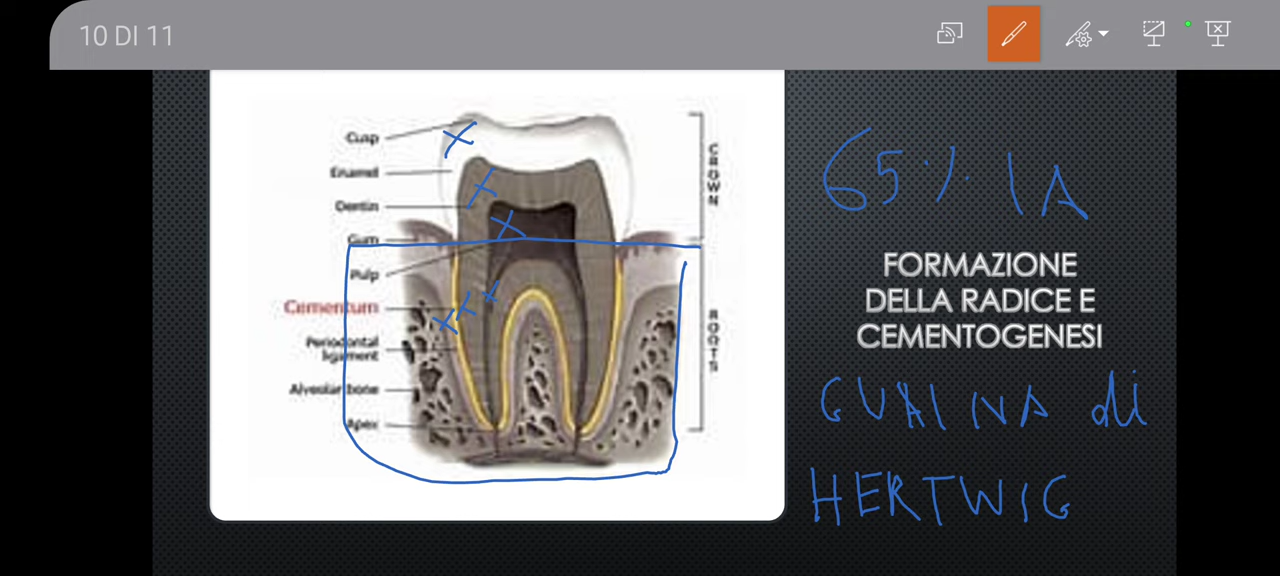 10 DI 11
Cusp
Enamel
Dentin
Gum
Pulp
Cementum
Periodontal
ligament
Alveolar bone
Apex
CROWN
ROOTS
65% IA
FORMAZIONE
DELLA RADICE E
CEMENTOGENESI
GUAINA di
HERTWIG